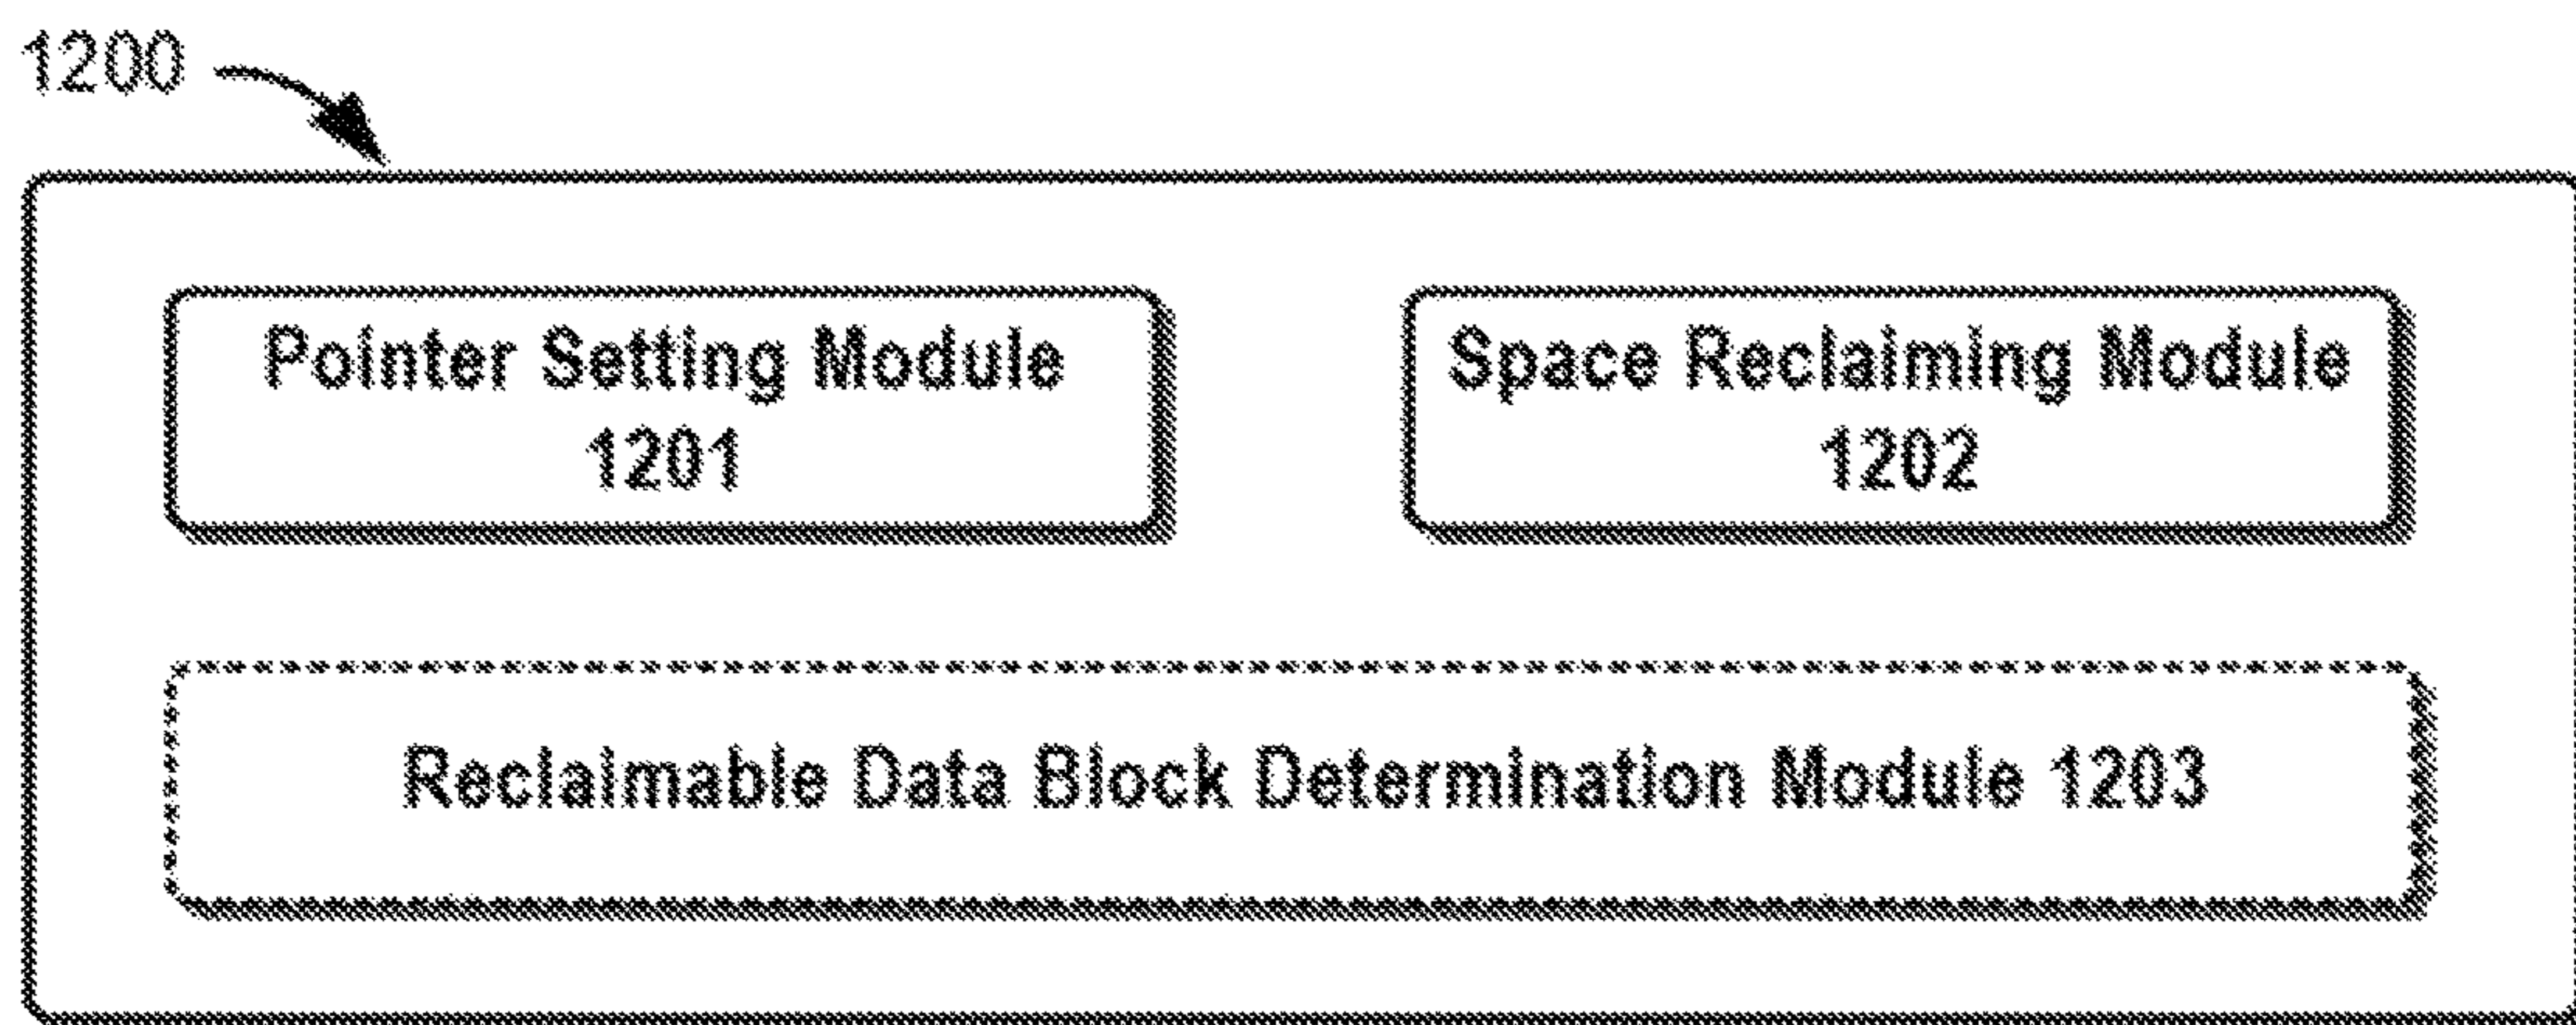 1200
Pointer Setting Module
1201
Space Reclaiming Module
1202
Reclaimable Data Block Determination Module 1203